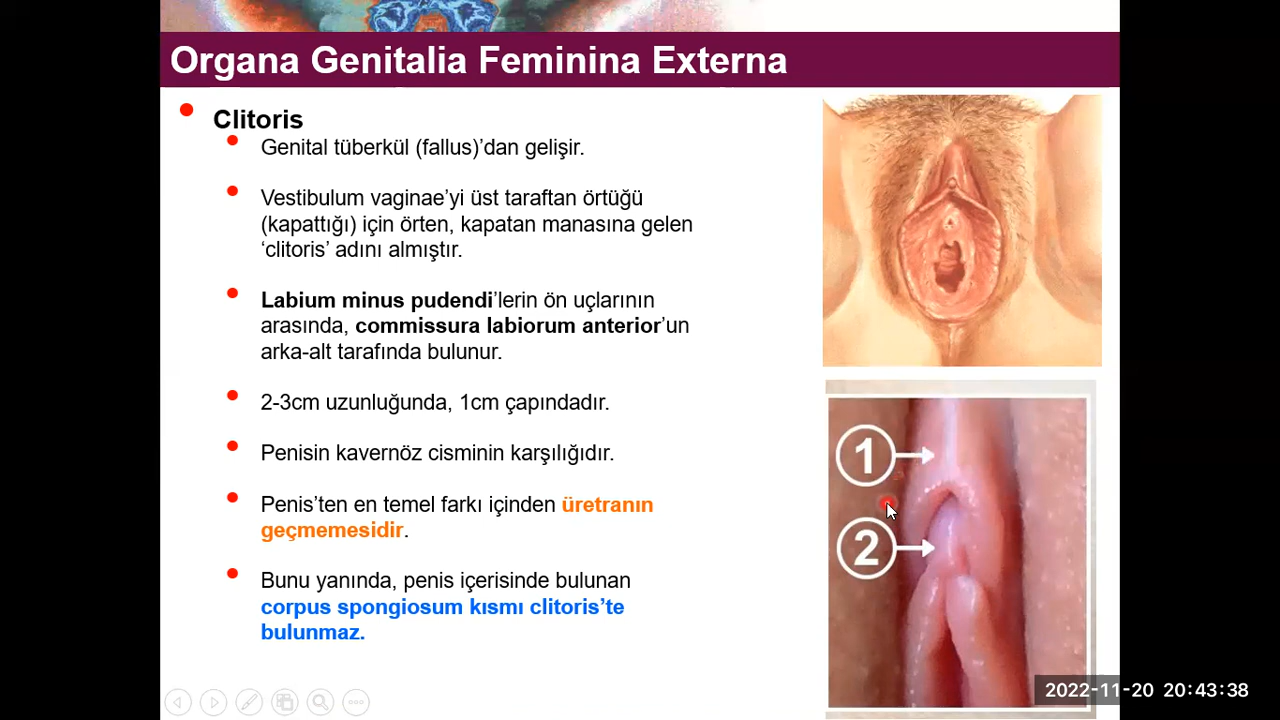 Organa Genitalia Feminina Externa
Clitoris
Genital tüberkül (fallus)’dan gelişir.
Vestibulum vaginae’yi üst taraftan örtüğü
(kapattığı) için örten, kapatan manasına gelen
‘clitoris’ adını almıştır.
Labium minus pudendi’lerin ön uçlarının
arasında, commissura labiorum anterior’un
arka-alt tarafında bulunur.
2-3cm uzunluğunda, 1cm çapındadır.
Penisin kavernöz cisminin karşılığıdır.
Penis’ten en temel farkı içinden üretranın
geçmemesidir.
Bunu yanında, penis içerisinde bulunan
corpus spongiosum kısmı clitoris’te
bulunmaz.
1
2
2022-11-20 20:43:38